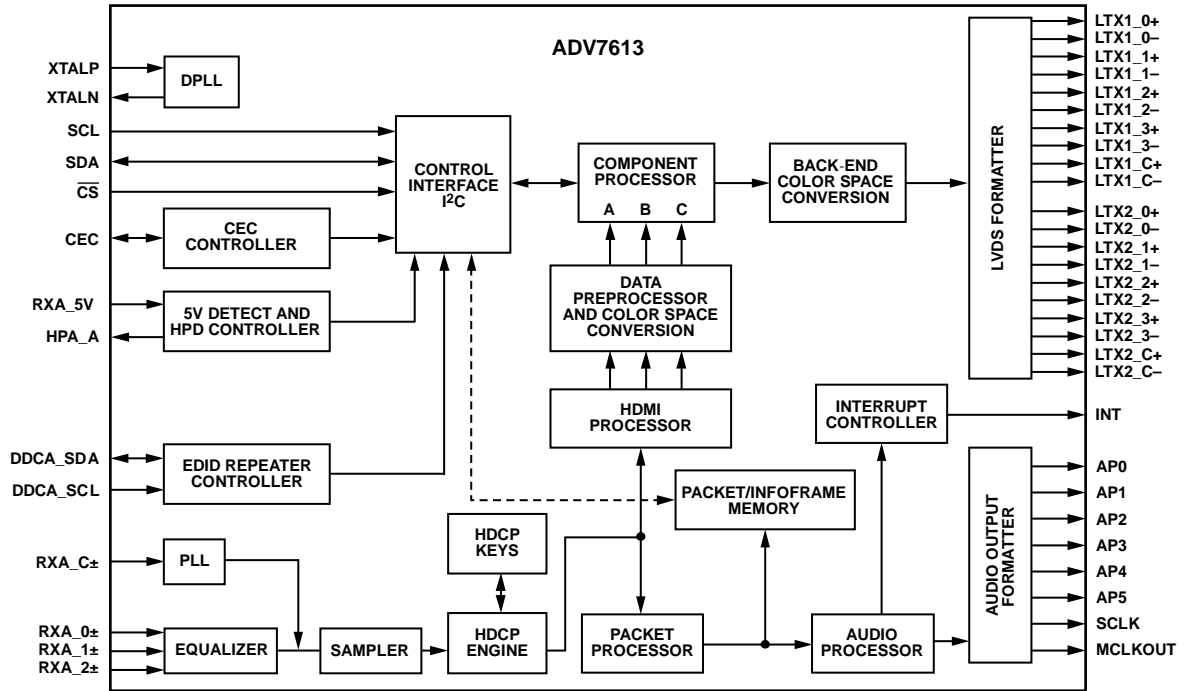 ADV7613
XTALP
XTALN
DPLL
SCL
SDA
CS
CEC
CEC
CONTROLLER
RXA_5V
HPA_A
5V DETECT AND
HPD CONTROLLER
DDCA_SDA
DDCA_SCL
EDID REPEATER
CONTROLLER
RXA_C±
PLL
RXA_0±
RXA_1±
RXA_2±
EQUALIZER
SAMPLER
HDCP
KEYS
HDCP
ENGINE
CONTROL
INTERFACE
I2C
COMPONENT
PROCESSOR
A B C
DATA
PREPROCESSOR
AND COLOR SPACE
CONVERSION
HDMI
PROCESSOR
PACKET/INFOFRAME
MEMORY
PACKET
PROCESSOR
AUDIO
PROCESSOR
BACK-END
COLOR SPACE
CONVERSION
INTERRUPT
CONTROLLER
LVDS FORMATTER
AUDIO OUTPUT
FORMATTER
LTX1_0+
LTX1_0–
LTX1_1+
LTX1_1–
LTX1_2+
LTX1_2–
LTX1_3+
LTX1_3–
LTX1_C+
LTX1_C–
LTX2_0+
LTX2_0–
LTX2_1+
LTX2_1–
LTX2_2+
LTX2_2–
LTX2_3+
LTX2_3–
LTX2_C+
LTX2_C–
INT
AP0
AP1
AP2
AP3
AP4
AP5
SCLK
MCLKOUT